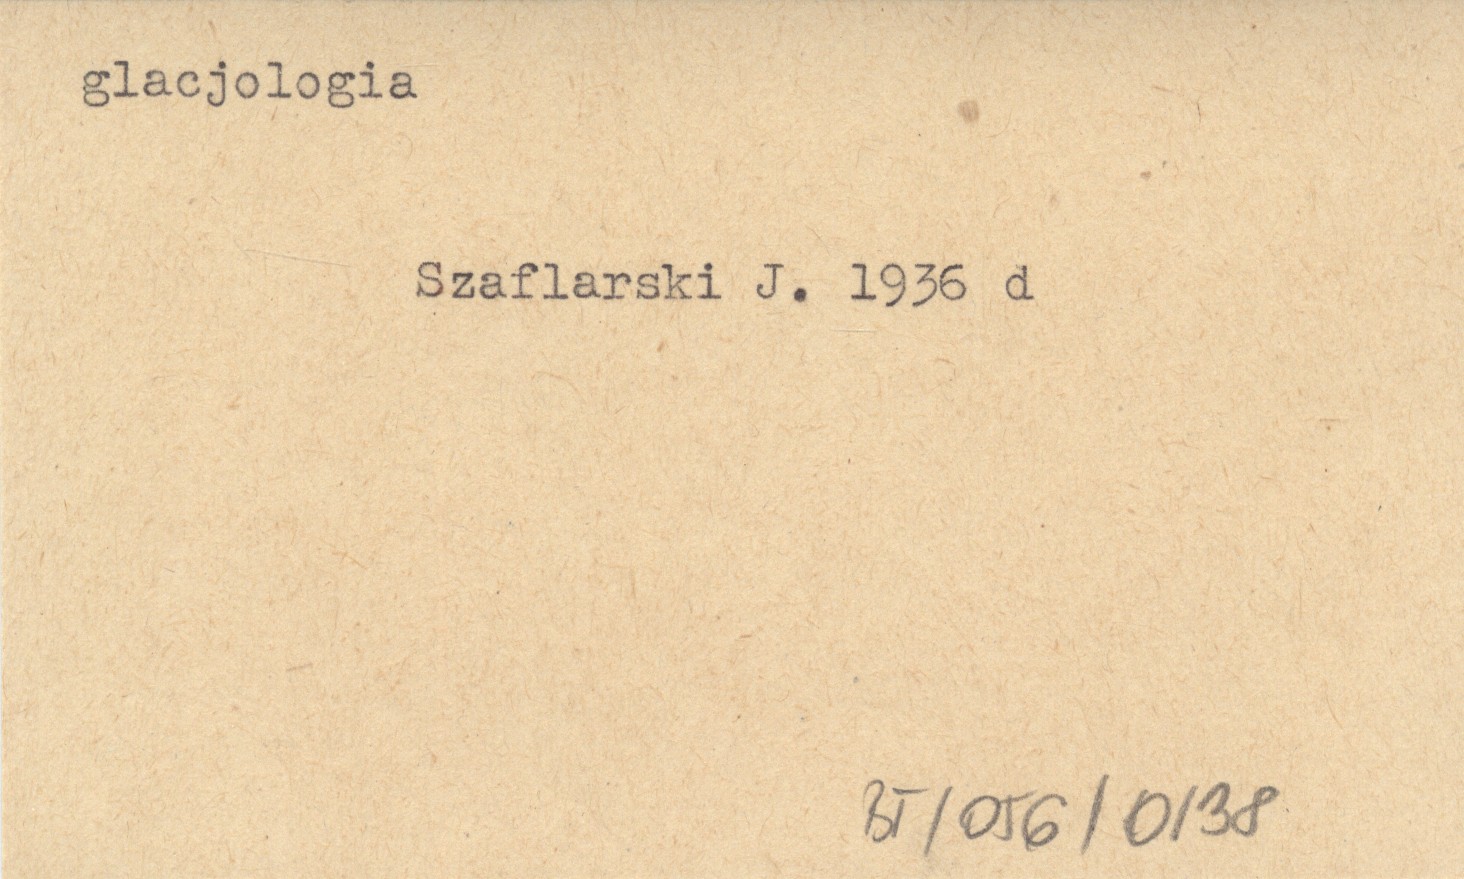 glacjologia
Szaflarski J. 1936 d
BT/056/0138